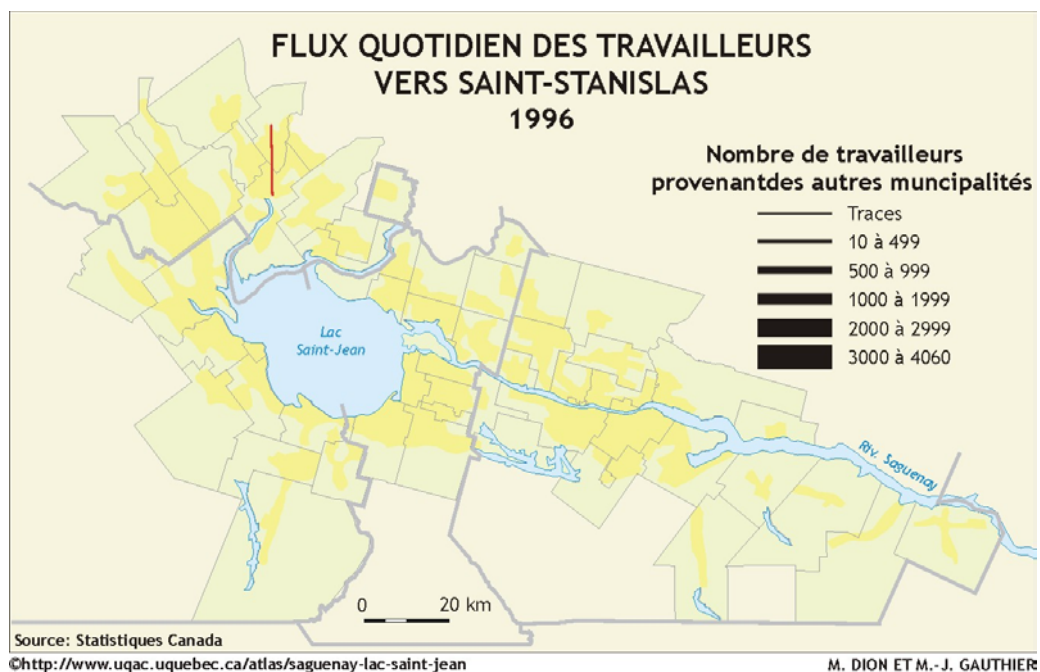 FLUX QUOTIDIEN DES TRAVAILLEURS
VERS SAINT-STANISLAS
1996
Nombre de travailleurs
provenantdes autres muncipalités
Traces
10 à 499
500 à 999
1000 à 1999
2000 à 2999
3000 à 4060
Lac
Saint-Jean
Riv. Saguenay
0 20 km
Source: Statistiques Canada
©http://www.uqac.uquebec.ca/atlas/saguenay-lac-saint-jean
M. DION ET M.-J. GAUTHIER